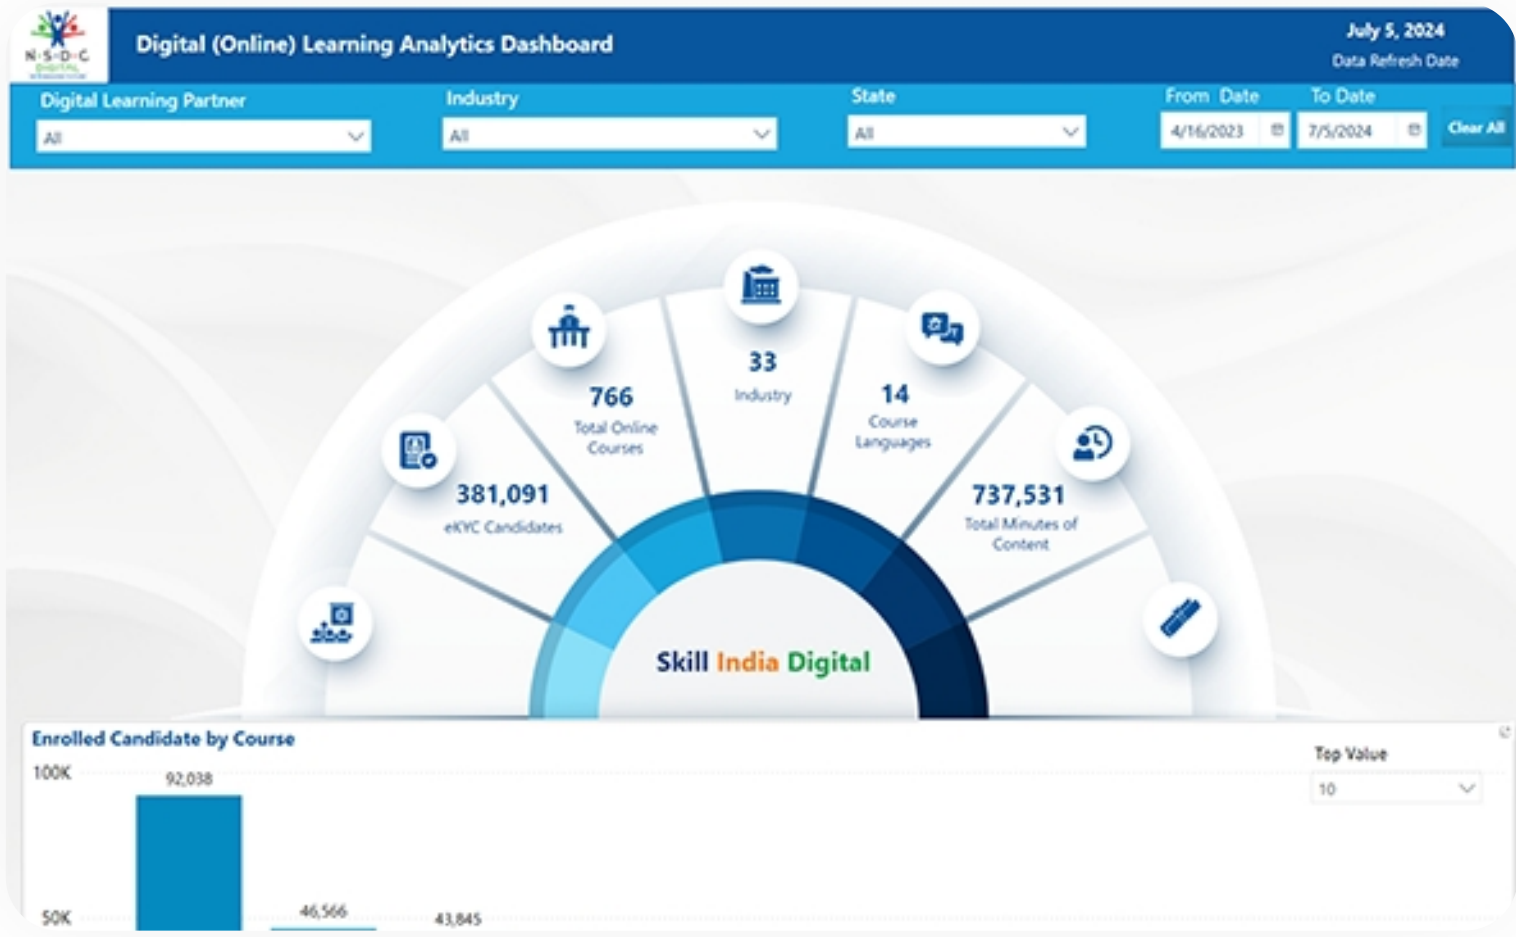 N·S·D·C
DIGITAL
Digital (Online) Learning Analytics Dashboard
July 5, 2024
Data Refresh Date
Digital Learning Partner
All
Industry
All
State
All
From Date
4/16/2023
To Date
7/5/2024
Clear All
381,091
eKYC Candidates
766
Total Online
Courses
33
Industry
14
Course
Languages
737,531
Total Minutes of
Content
Skill India Digital
Enrolled Candidate by Course
Top Value
10
100K
92,038
46,566
43,845
50K